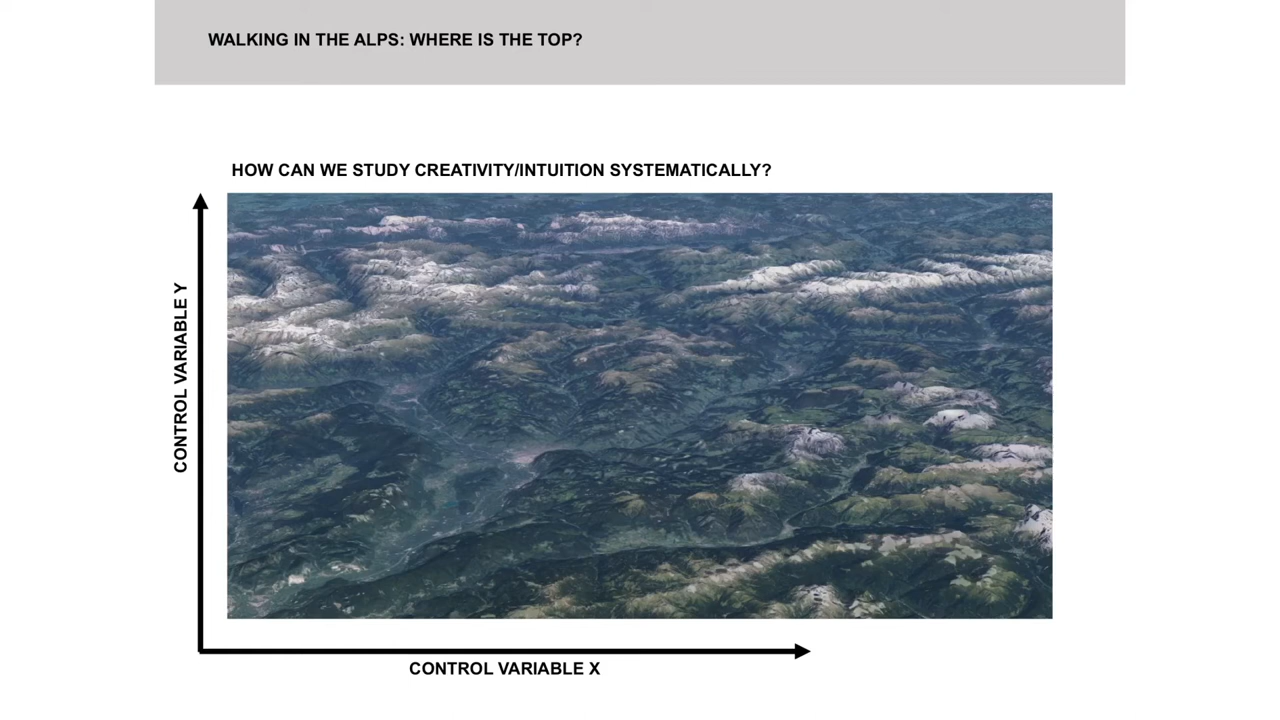 WALKING IN THE ALPS: WHERE IS THE TOP?
HOW CAN WE STUDY CREATIVITY/INTUITION SYSTEMATICALLY?
CONTROL VARIABLE Y
CONTROL VARIABLE X